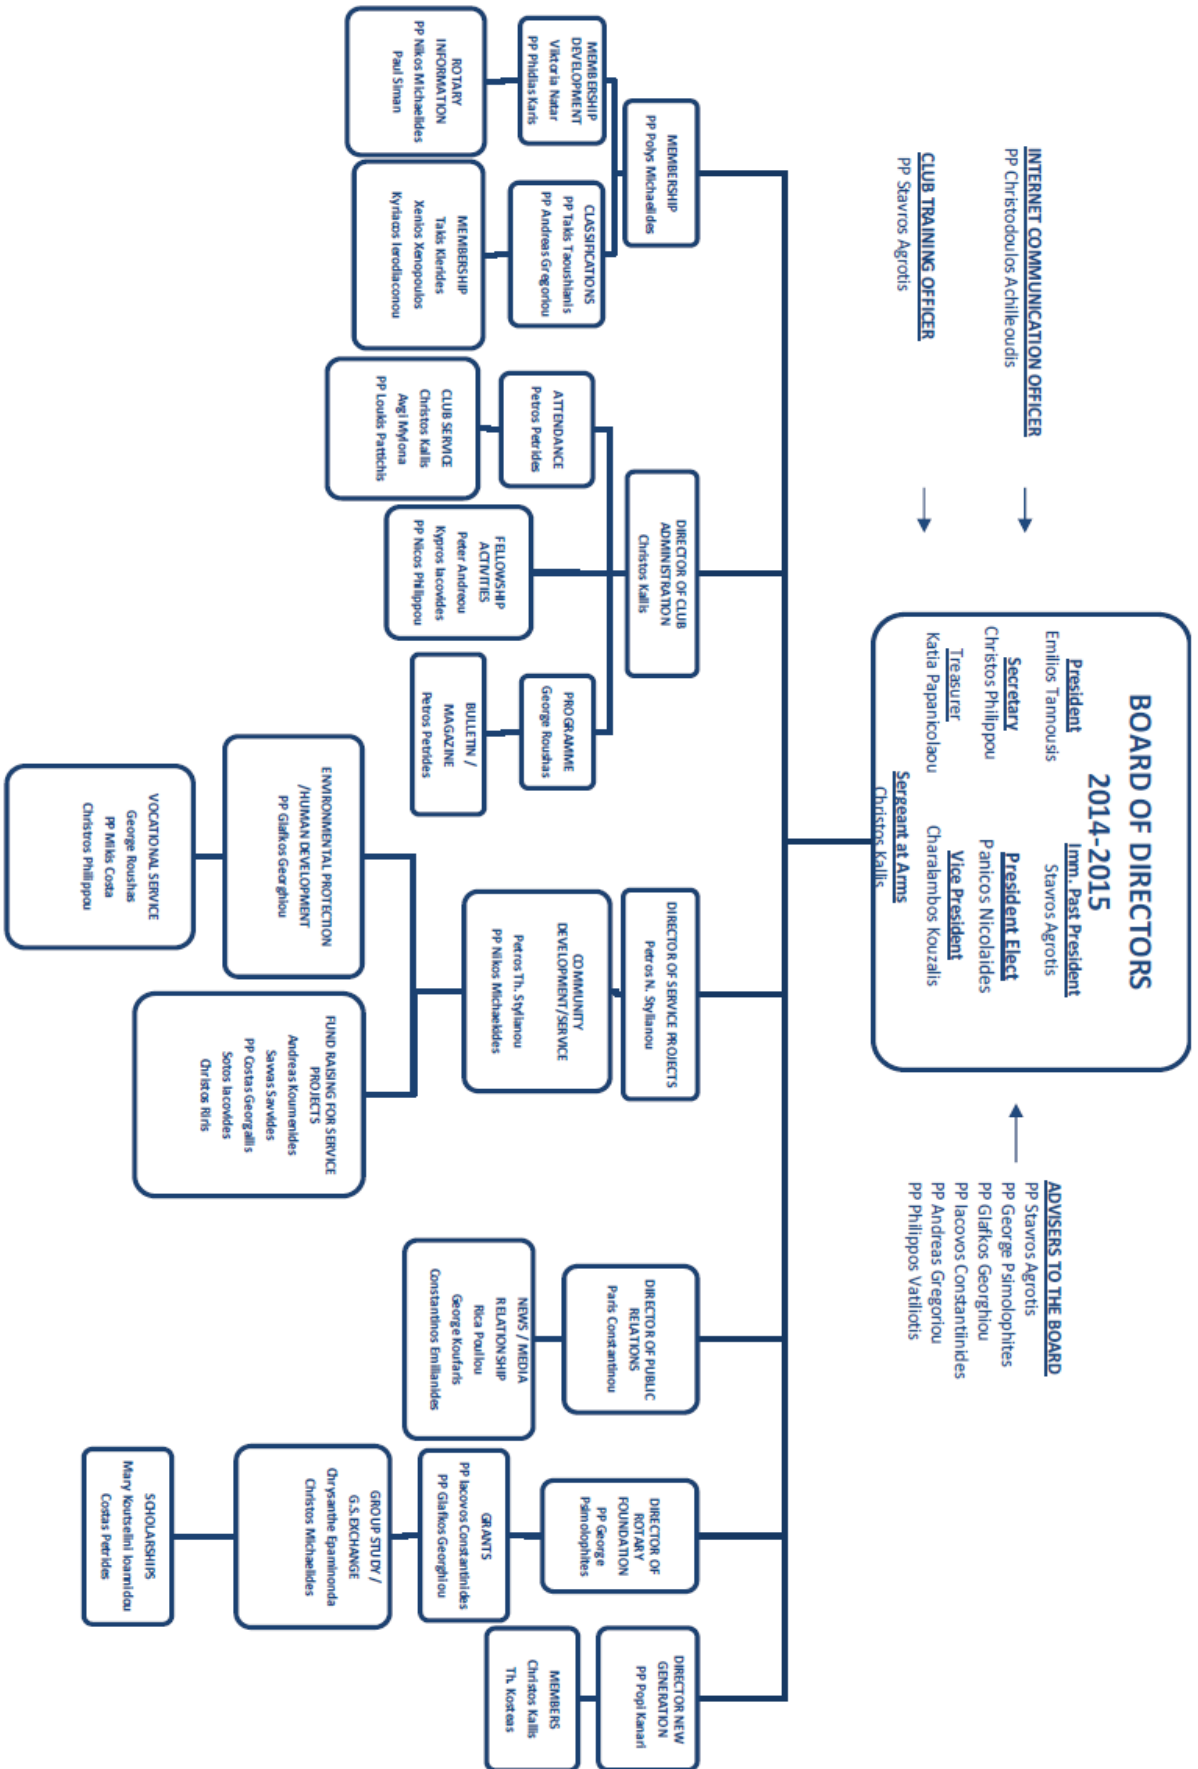 BOARD OF DIRECTORS
2014-2015
President
Emilios Tannousis
Imm. Past President
Stavros Agrotis
Secretary
Christos Philippou
President Elect
Panicos Nicolaides
Treasurer
Katia Papanicolaou
Vice President
Charalambos Kouzalis
Sergeant at Arms
Christos Kallis
INTERNET COMMUNICATION OFFICER
PP Christodoulos Achilleoudis
CLUB TRAINING OFFICER
PP Stavros Agrotis
ADVISERS TO THE BOARD
PP Stavros Agrotis
PP George Psimolophites
PP Glafkos Georghiou
PP Iacovos Constantiinides
PP Andreas Gregoriou
PP Philippos Vatiliotis
MEMBERSHIP
PP Polys Michaelides
MEMBERSHIP
DEVELOPMENT
Viktoria Natar
PP Phidias Karis
ROTARY
INFORMATION
PP Nikos Michaelides
Paul Siman
CLASSIFICATIONS
PP Takis Taoushianis
PP Andreas Gregoriou
MEMBERSHIP
Takis Klerides
Xenios Xenopoulos
Kyriacos Ierodiaconou
DIRECTOR OF CLUB
ADMINISTRATION
Christos Kallis
ATTENDANCE
Petros Petrides
CLUB SERVICE
Christos Kallis
Avgi Mylona
PP Loukis Pattichis
FELLOWSHIP
ACTIVITIES
Peter Andreou
Kypros Iacovides
PP Nicos Philippou
PROGRAMME
George Roushas
BULLETIN /
MAGAZINE
Petros Petrides
DIRECTOR OF SERVICE PROJECTS
Petros N. Stylianou
COMMUNITY
DEVELOPMENT/SERVICE
Petros Th. Stylianou
PP Nikos Michaekides
ENVIRONMENTAL PROTECTION
/HUMAN DEVELOPMENT
PP Glafkos Georghiou
VOCATIONAL SERVICE
George Roushas
PP Mikis Costa
Christros Philippou
FUND RAISING FOR SERVICE
PROJECTS
Andreas Koumenides
Savvas Savvides
PP Costas Georgallis
Sotos Iacovides
Christos Riris
DIRECTOR OF PUBLIC
RELATIONS
Paris Constantinou
NEWS / MEDIA
RELATIONSHIP
Rica Poullou
George Koufaris
Constantinos Emilianides
DIRECTOR OF
ROTARY
FOUNDATION
PP George
Psimolophites
GRANTS
PP Iacovos Constantinides
PP Glafkos Georghiou
GROUP STUDY /
G.S.EXCHANGE
Chrysanthe Epaminonda
Christos Michaelides
SCHOLARSHIPS
Mary Koutselini Ioannidou
Costas Petrides
DIRECTOR NEW
GENERATION
PP Popi Kanari
MEMBERS
Christos Kallis
Th. Kosteas